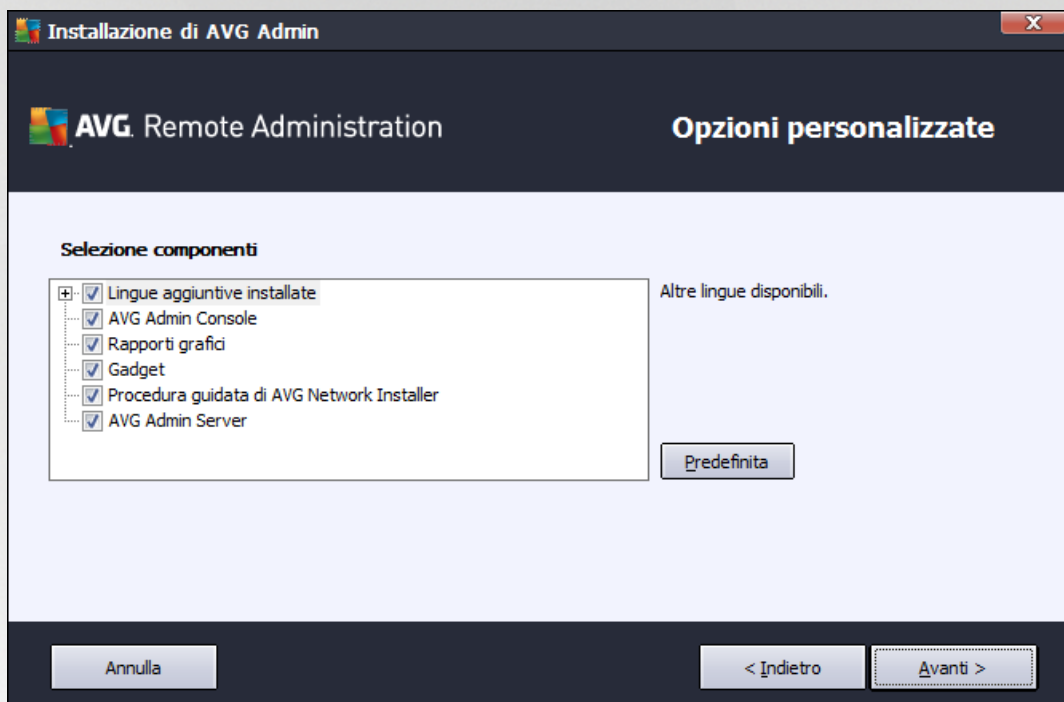 Installazione di AVG Admin
AVG. Remote Administration
Opzioni personalizzate
Selezione componenti
Lingue aggiuntive installate
AVG Admin Console
Rapporti grafici
Gadget
Procedura guidata di AVG Network Installer
AVG Admin Server
Altre lingue disponibili.
Predefinita
Annulla
< Indietro
Avanti >